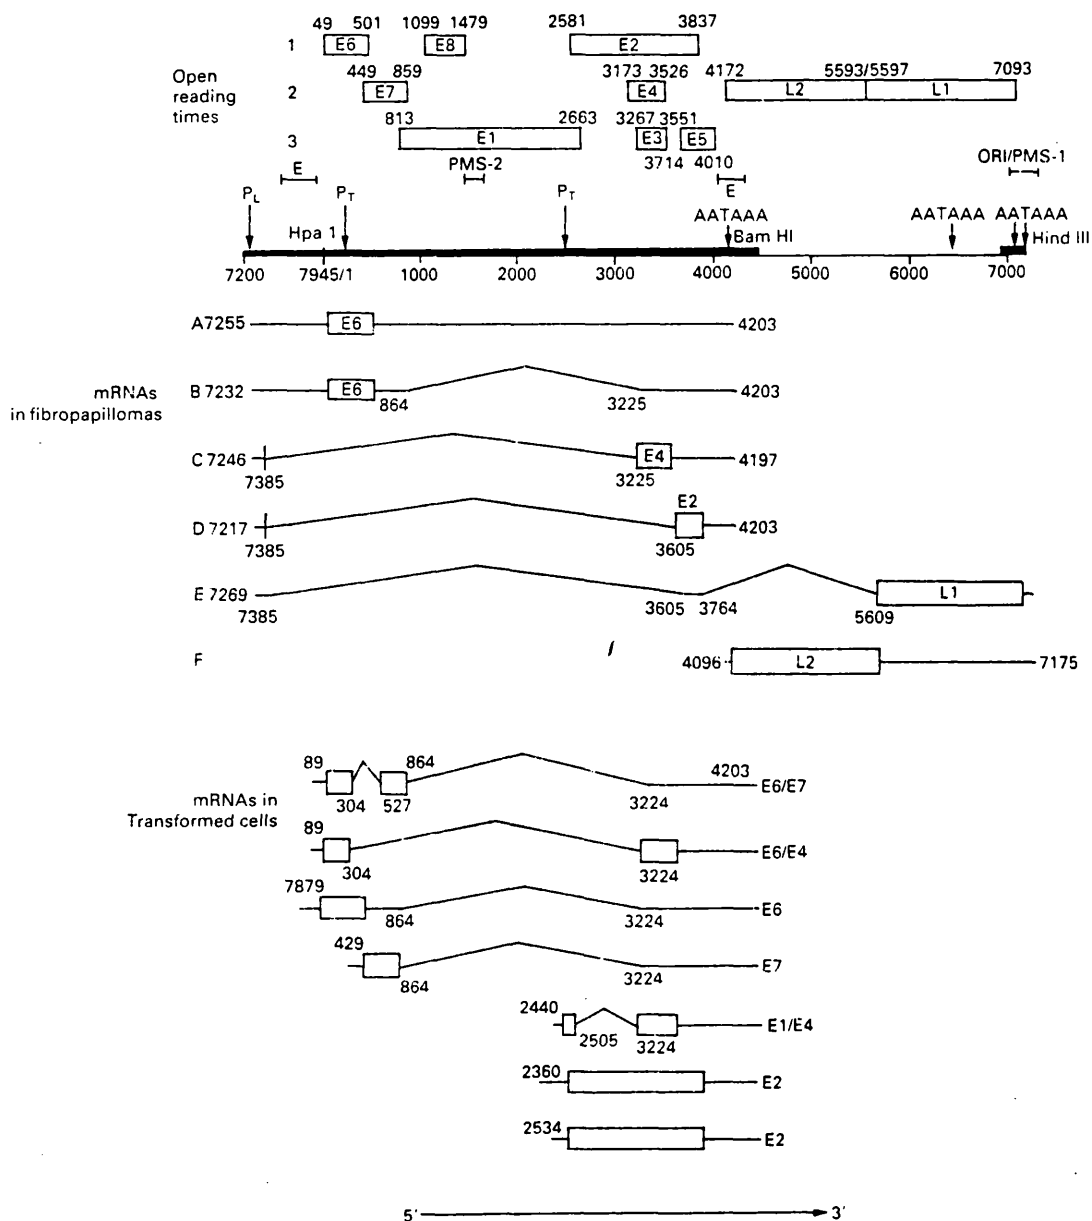 49 501 1099 1479 2581 3837
1 E6 E8 E2
Open reading times
449 859 3173 3526 4172 5593/5597 7093
2 E7 E4 L2 L1
813 2663 3267 3551
3 E1 E3 E5
3714 4010
PMS-2 ORI/PMS-1
E E
PL PT PT AATAAA AATAAA AATAAA
Hpa 1 Bam HI Hind III
7200 7945/1 1000 2000 3000 4000 5000 6000 7000
A 7255 E6 4203
mRNAs in fibropapillomas
B 7232 E6 864 3225 4203
C 7246 E4 4197
7385 3225
E2
D 7217 4203
7385 3605
E 7269 L1
7385 3605 3764 5609
F 4096 L2 7175
mRNAs in Transformed cells
89 864 4203
E6/E7
304 527 3224
89
E6/E4
304 3224
7879
E6
864 3224
429
E7
864 3224
2440
E1/E4
2505 3224
2360
E2
2534
E2
5′ 3′